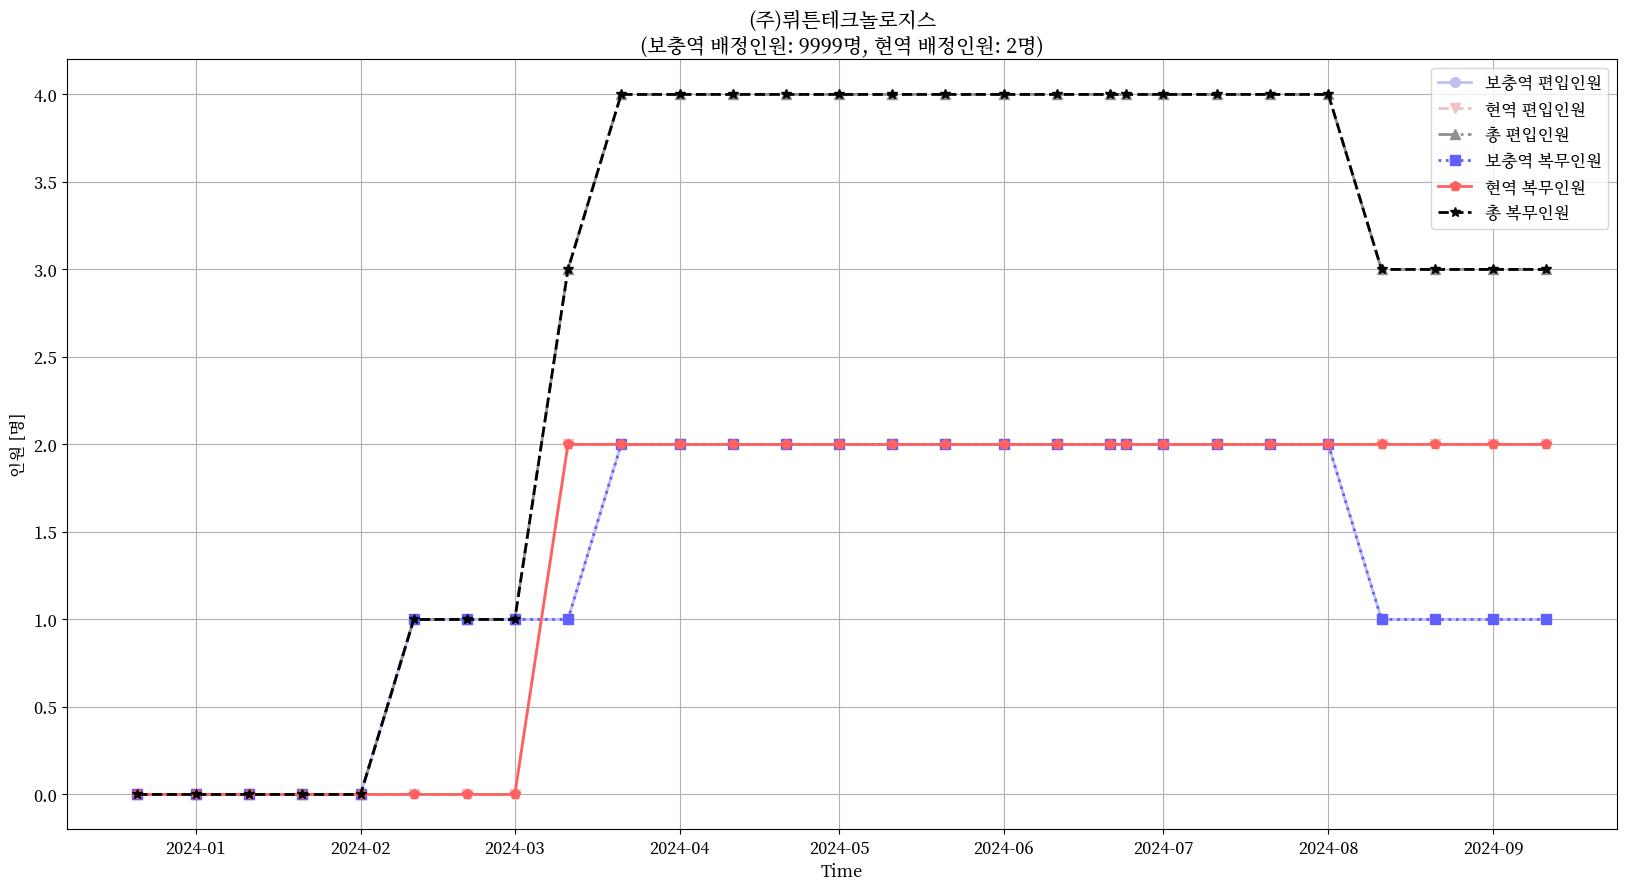 (주)뤼튼테크놀로지스
(보충역 배정인원: 9999명, 현역 배정인원: 2명)
보충역 편입인원
현역 편입인원
총 편입인원
보충역 복무인원
현역 복무인원
총 복무인원
인원 [명]
4.0
3.5
3.0
2.5
2.0
1.5
1.0
0.5
0.0
2024-01 2024-02 2024-03 2024-04 2024-05 2024-06 2024-07 2024-08 2024-09
Time